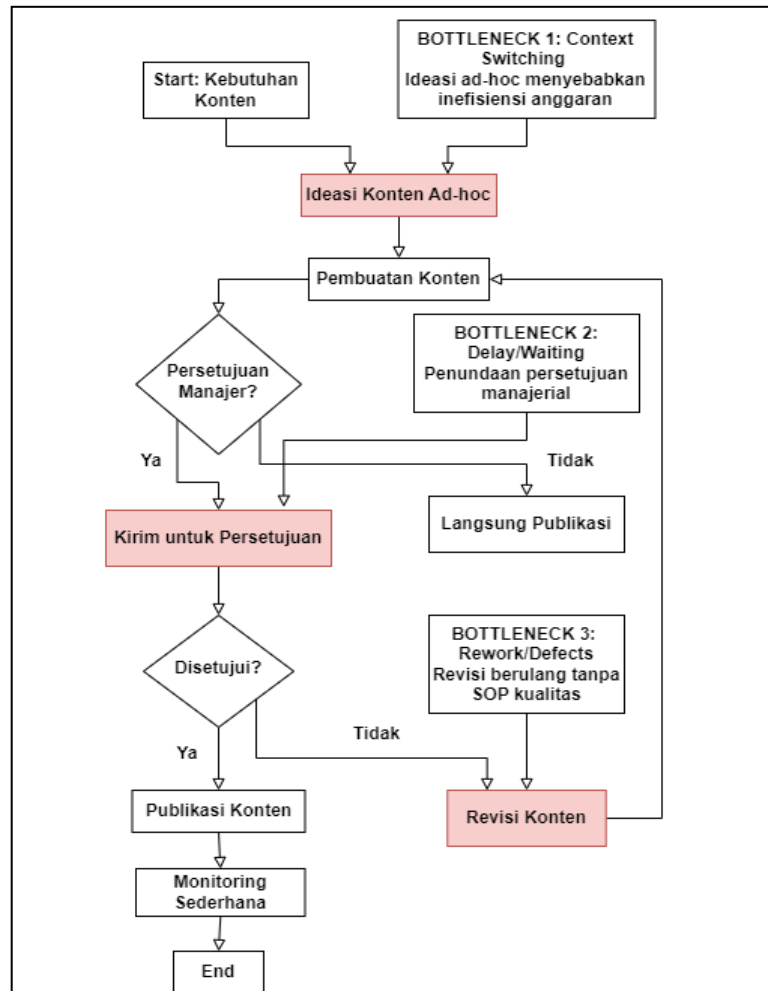 Start: Kebutuhan
Konten
BOTTLENECK 1: Context
Switching
Ideasi ad-hoc menyebabkan
inefisiensi anggaran
Ideasi Konten Ad-hoc
Pembuatan Konten
Persetujuan
Manajer?
BOTTLENECK 2:
Delay/Waiting
Penundaan persetujuan
manajerial
Ya
Tidak
Kirim untuk Persetujuan
Langsung Publikasi
Disetujui?
BOTTLENECK 3:
Rework/Defects
Revisi berulang tanpa
SOP kualitas
Ya
Tidak
Publikasi Konten
Revisi Konten
Monitoring
Sederhana
End